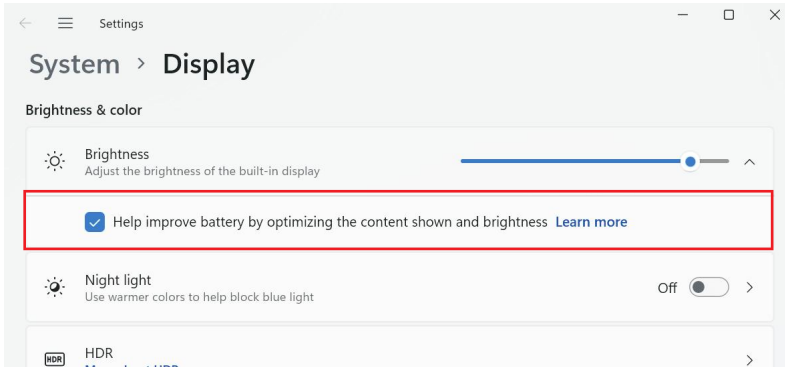 Settings
System > Display
Brightness & color
Brightness
Adjust the brightness of the built-in display
Help improve battery by optimizing the content shown and brightness Learn more
Night light
Use warmer colors to help block blue light
Off
HDR
HDR